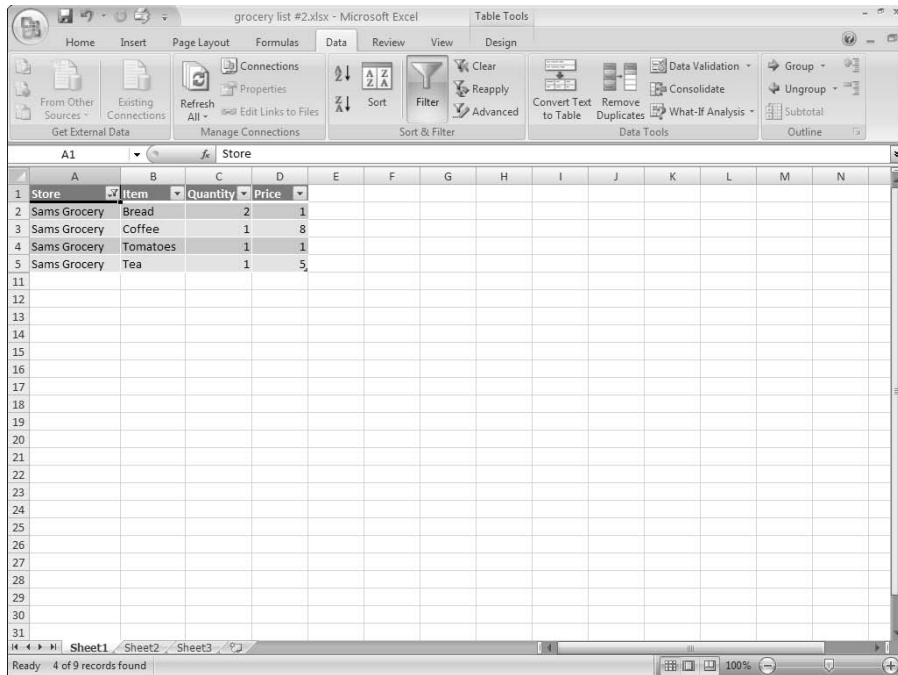 grocery list #2.xlsx - Microsoft Excel Table Tools
Home Insert Page Layout Formulas Data Review View Design
From Other Sources Existing Connections
Get External Data
Refresh All Connections Properties Edit Links to Files
Manage Connections
A Z Z A Sort Filter Clear Reapply Advanced
Sort & Filter
Convert Text to Table Remove Duplicates Data Validation Consolidate What-If Analysis
Data Tools
Group Ungroup Subtotal
Outline
A1 fx Store
A B C D E F G H I J K L M N
1 Store Item Quantity Price
2 Sams Grocery Bread 2 1
3 Sams Grocery Coffee 1 8
4 Sams Grocery Tomatoes 1 1
5 Sams Grocery Tea 1 5
11
12
13
14
15
16
17
18
19
20
21
22
23
24
25
26
27
28
29
30
31
Sheet1 Sheet2 Sheet3
Ready 4 of 9 records found 100%